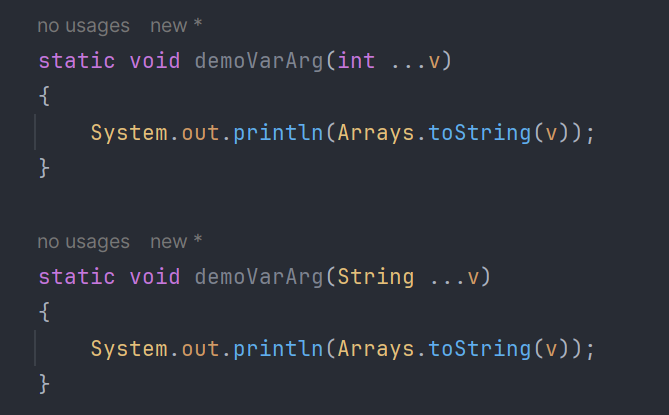 no usages new *
static void demoVarArg(int ...v)
{
    System.out.println(Arrays.toString(v));
}
no usages new *
static void demoVarArg(String ...v)
{
    System.out.println(Arrays.toString(v));
}